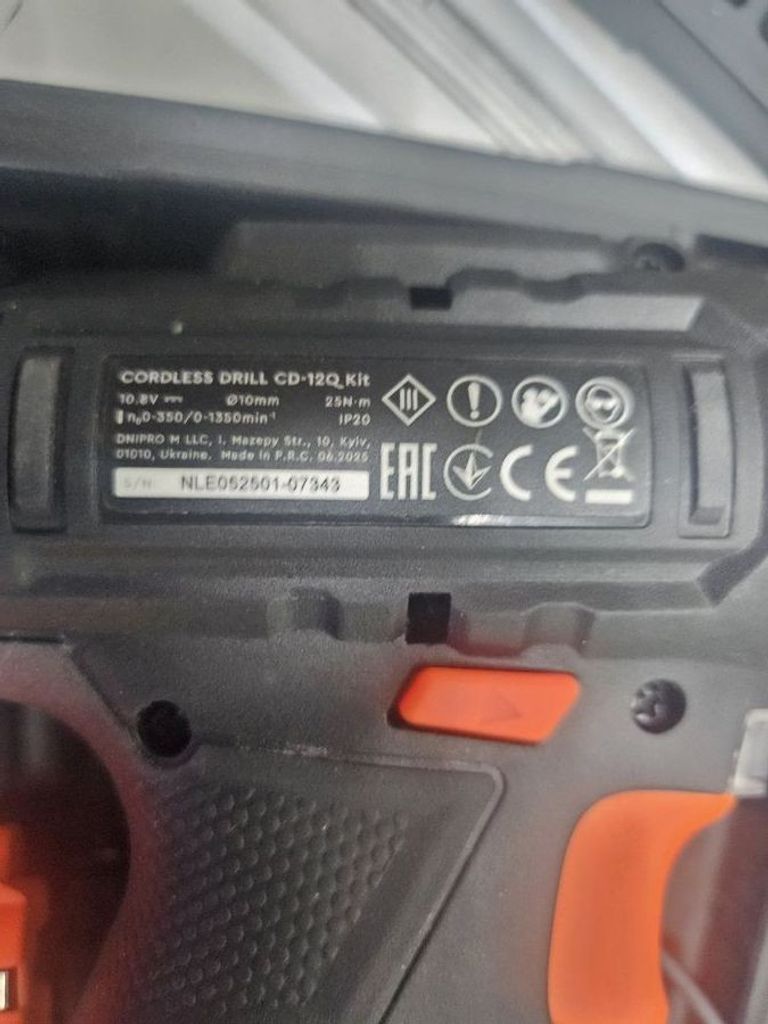 CORDLESS DRILL CD-12Q Kit
10.8V ⎓ Ø10mm 25N·m
n₀0-350/0-1350min⁻¹ IP20
DNIPRO M LLC, I. Mazepy Str., 10, Kyiv,
01010, Ukraine. Made in P.R.C. 06.2025
S/N: NLE052501-07343
EAC CE